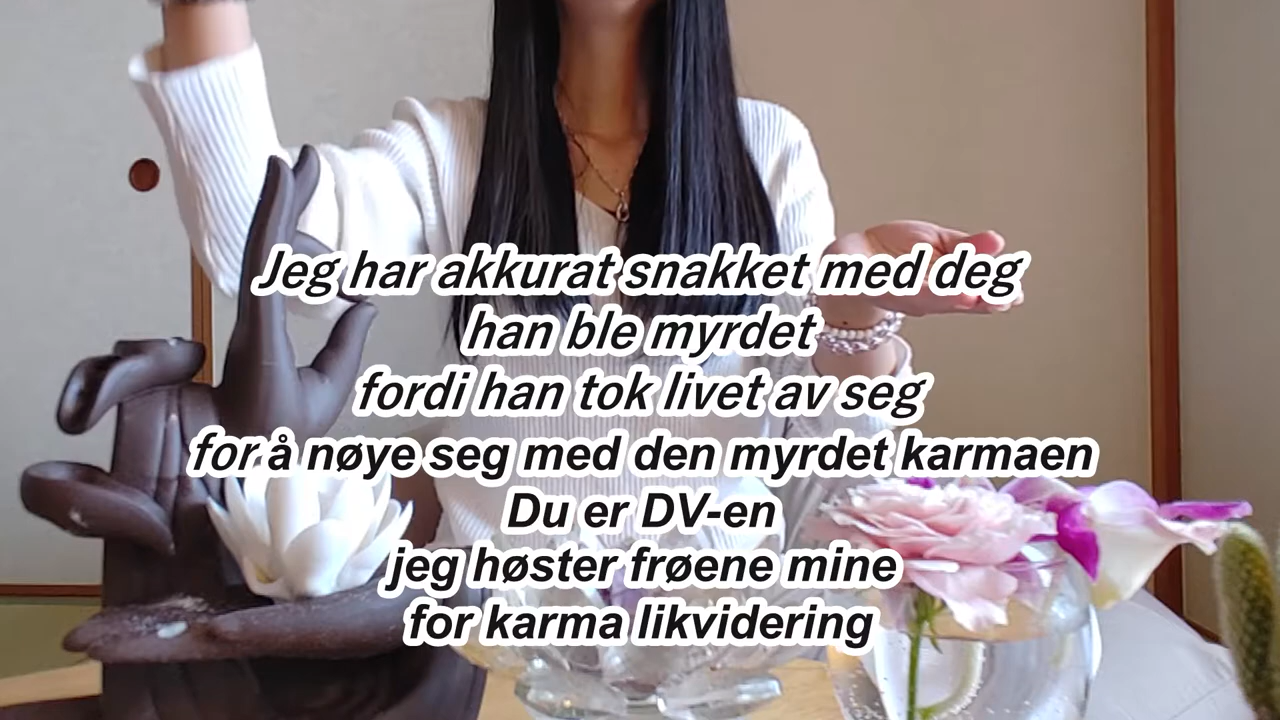 Jeg har akkurat snakket med deg
han ble myrdet
fordi han tok livet av seg
for å nøye seg med den myrdet karmaen
Du er DV-en
jeg høster frøene mine
for karma likvidering